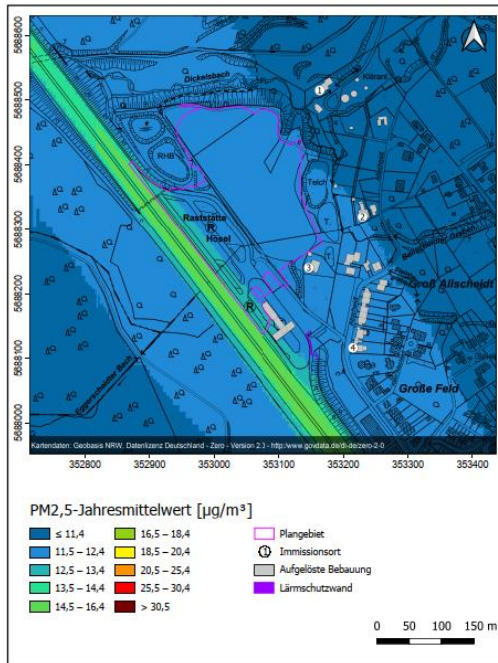 5688600
5688500
5688400
5688300
5688200
5688100
5688000
Dickelsbach
Kläranl
1
RHB
Teich
Raststätte
R
Hösel
T.
2
3
T.
Groß Allscheidt
R
4
Große Feld
Eggerscheidter Bach
Kartendaten: Geobasis NRW, Datenlizenz Deutschland - Zero - Version 2.0 - http://www.govdata.de/dl-de/zero-2-0
352800 352900 353000 353100 353200 353300 353400
PM2,5-Jahresmittelwert [µg/m³]
≤ 11,4
11,5 – 12,4
12,5 – 13,4
13,5 – 14,4
14,5 – 16,4
16,5 – 18,4
18,5 – 20,4
20,5 – 25,4
25,5 – 30,4
> 30,5
Plangebiet
1 Immissionsort
Aufgelöste Bebauung
Lärmschutzwand
0 50 100 150 m